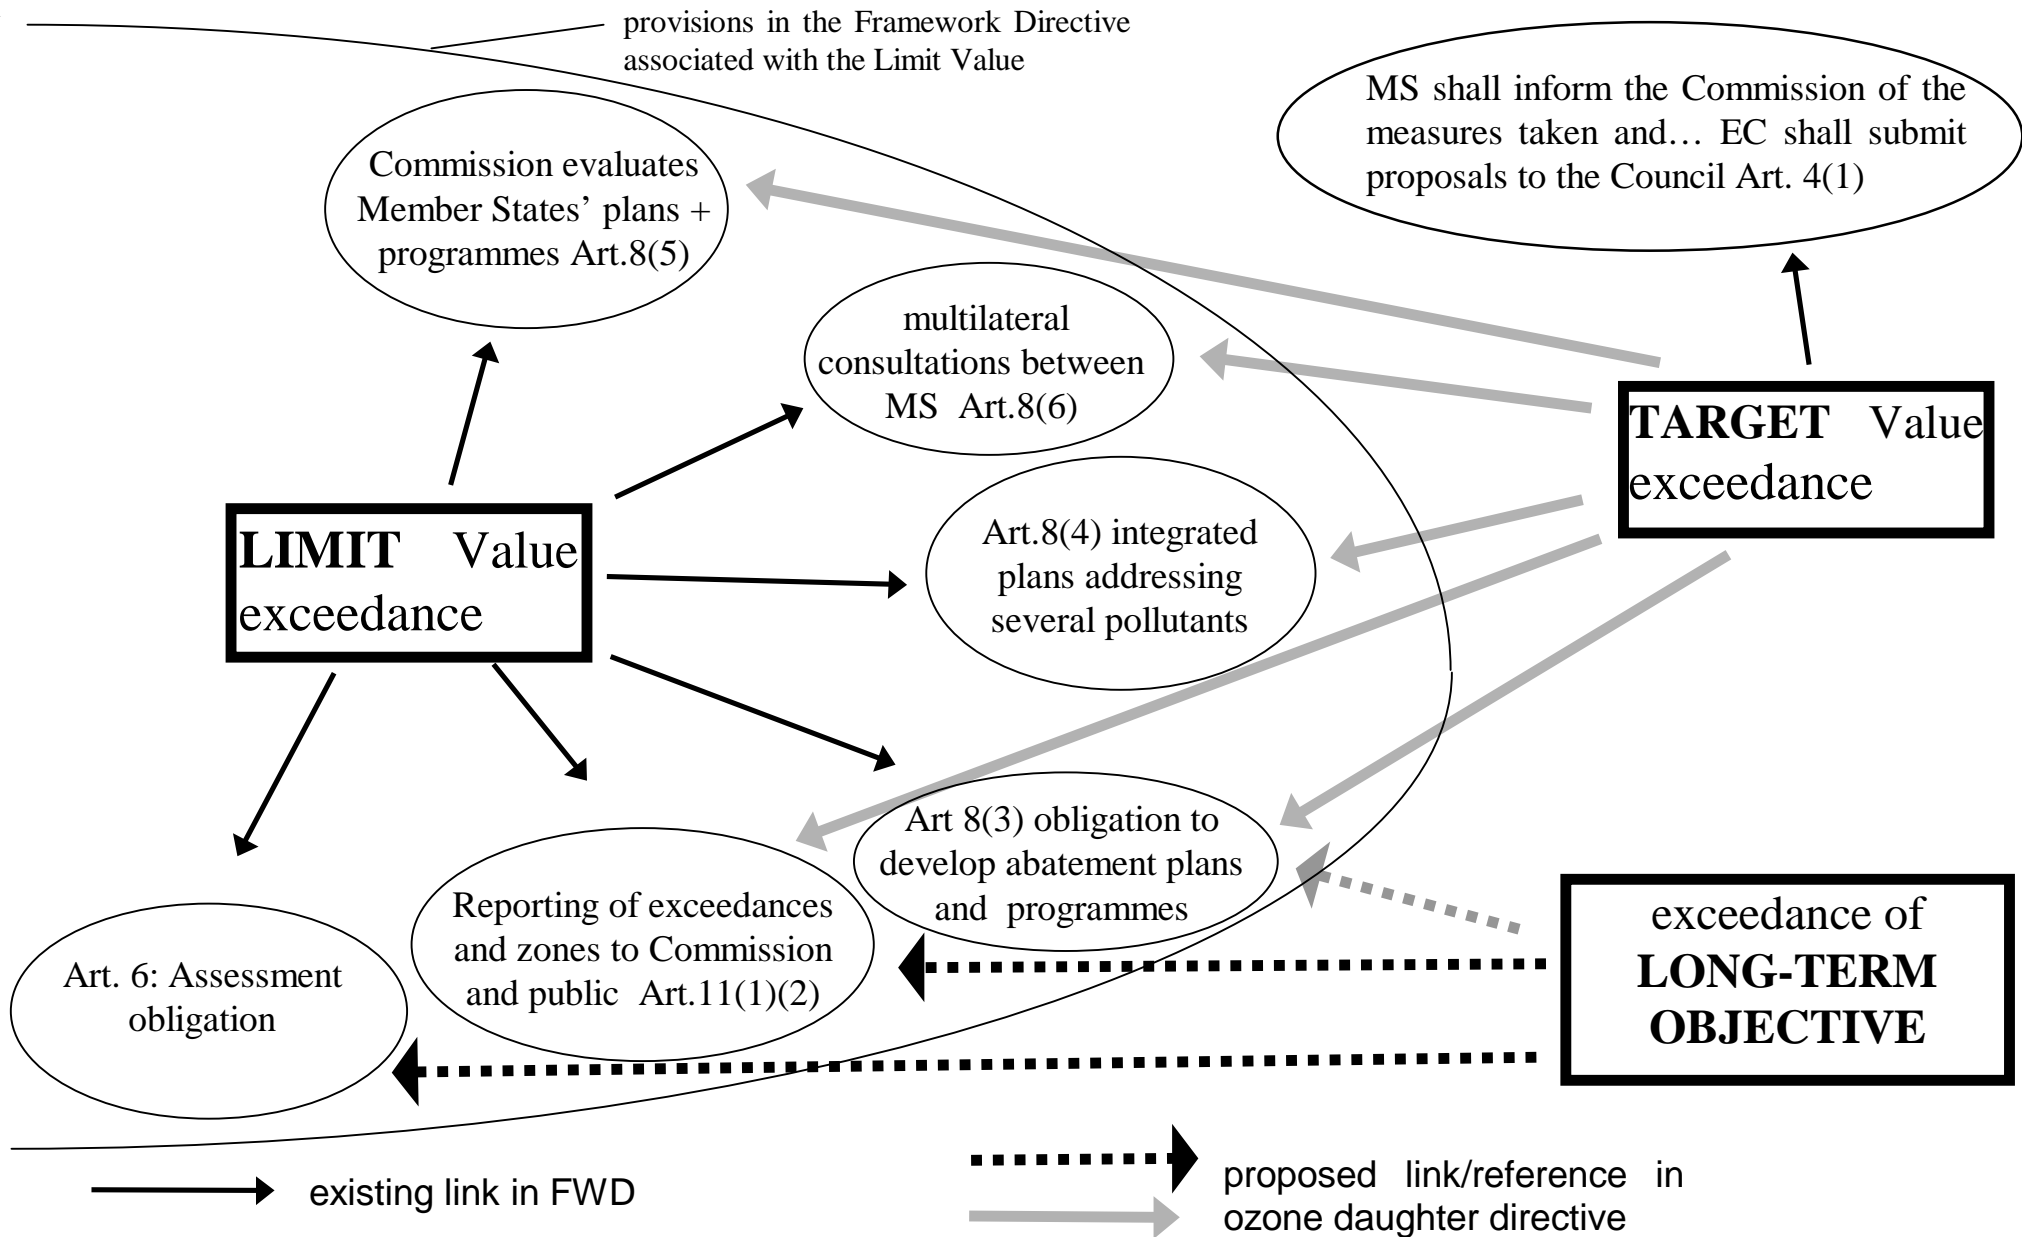 provisions in the Framework Directive
associated with the Limit Value
MS shall inform the Commission of the
measures taken and… EC shall submit
proposals to the Council Art. 4(1)
Commission evaluates
Member States’ plans +
programmes Art.8(5)
multilateral
consultations between
MS Art.8(6)
TARGET Value
exceedance
LIMIT Value
exceedance
Art.8(4) integrated
plans addressing
several pollutants
Art 8(3) obligation to
develop abatement plans
and programmes
Reporting of exceedances
and zones to Commission
and public Art.11(1)(2)
Art. 6: Assessment
obligation
exceedance of
LONG-TERM
OBJECTIVE
existing link in FWD
proposed link/reference in
ozone daughter directive